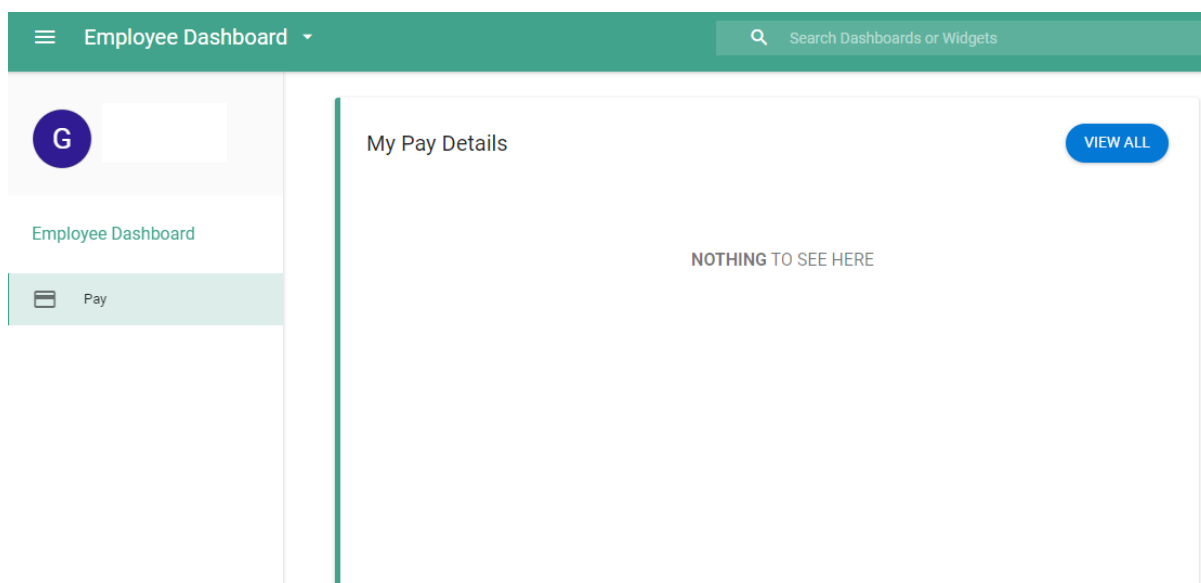 Employee Dashboard
Search Dashboards or Widgets
G
Employee Dashboard
Pay
My Pay Details
VIEW ALL
NOTHING TO SEE HERE